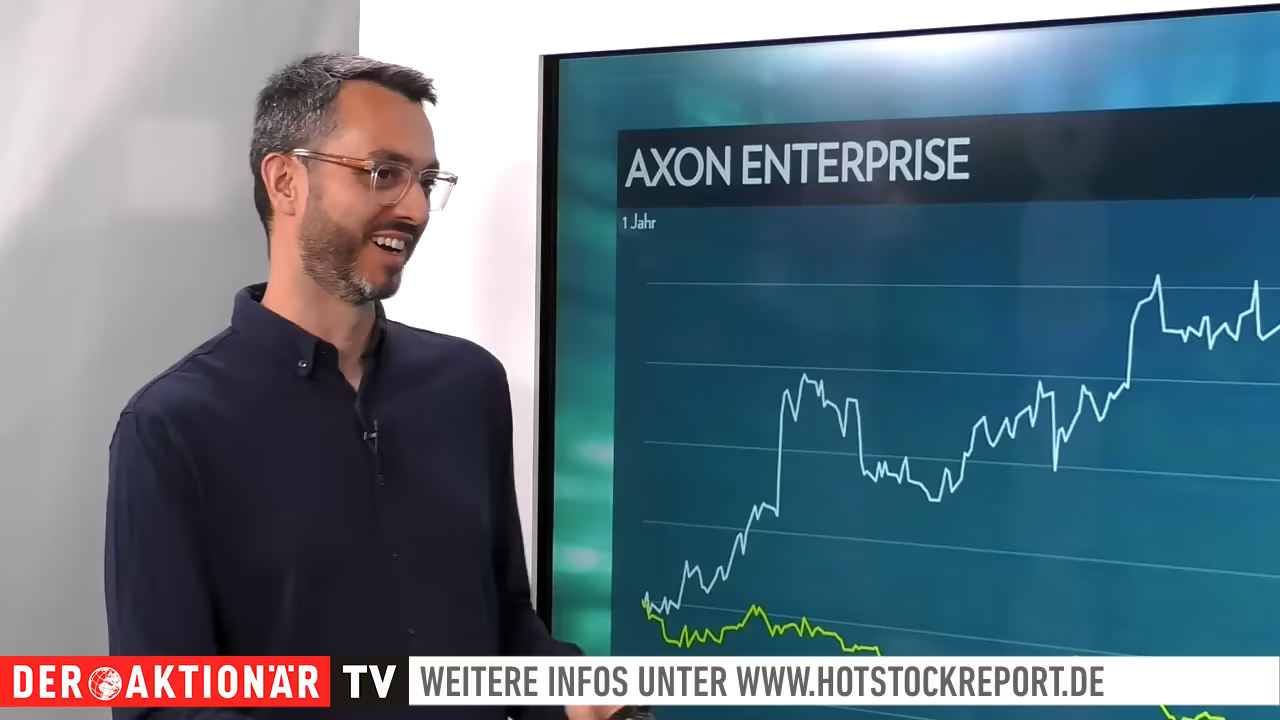 AXON ENTERPRISE
1 Jahr
DER AKTIONÄR TV WEITERE INFOS UNTER WWW.HOTSTOCKREPORT.DE